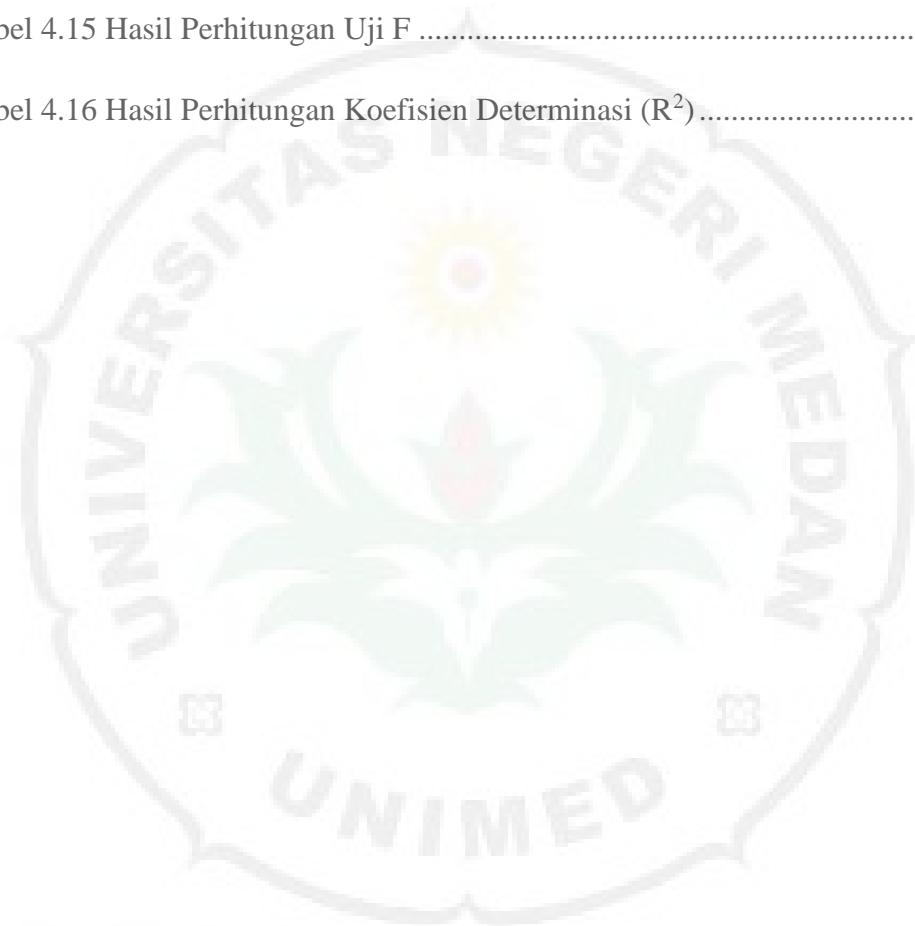 bel 4.15 Hasil Perhitungan Uji F ................................................................
bel 4.16 Hasil Perhitungan Koefisien Determinasi (R²) ............................
UNIVERSITAS NEGERI MEDAN
UNIMED